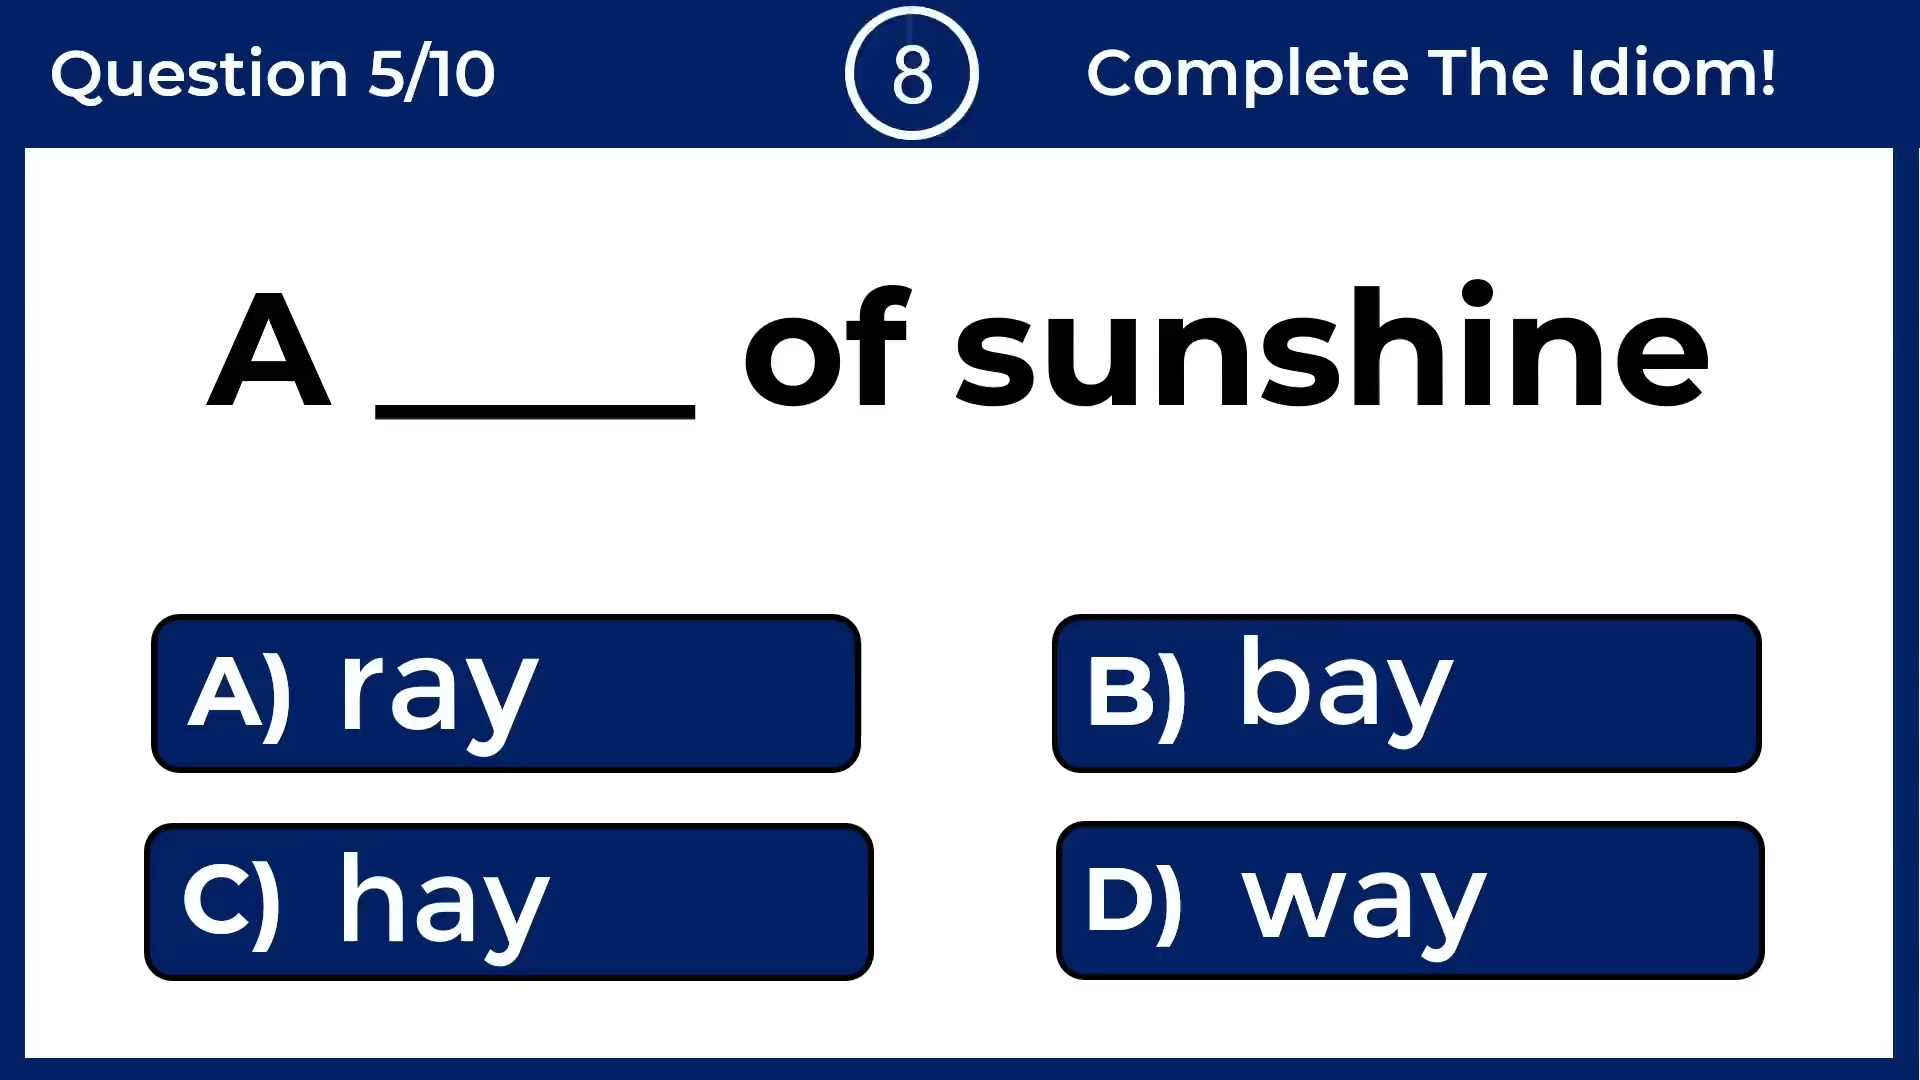 Question 5/10
8
Complete The Idiom!
A ____ of sunshine
A) ray
B) bay
C) hay
D) way